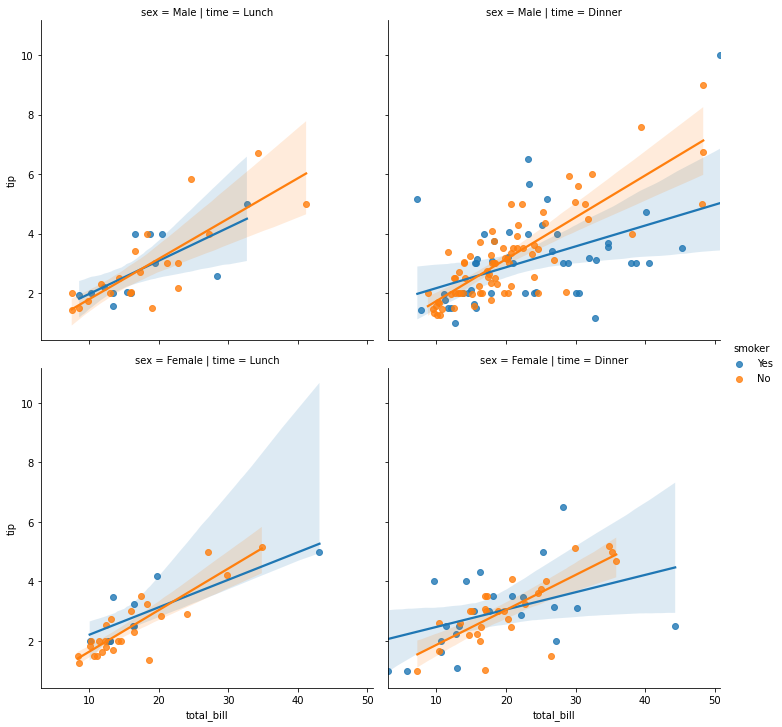 sex = Male | time = Lunch
sex = Male | time = Dinner
10
8
6
4
2
tip
smoker
Yes
No
sex = Female | time = Lunch
sex = Female | time = Dinner
10
8
6
4
2
tip
10 20 30 40 50
10 20 30 40 50
total_bill
total_bill